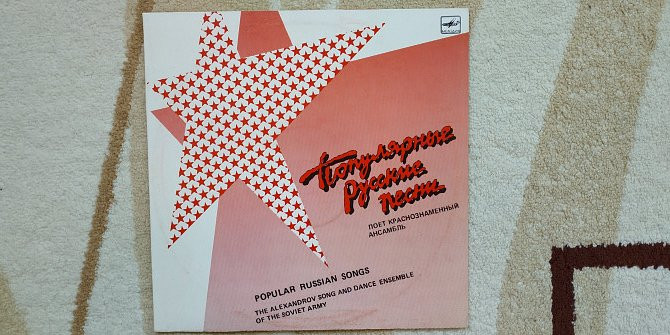 МЕЛОДИЯ
Популярные
Русские
песни
ПОЕТ КРАСНОЗНАМЕННЫЙ
АНСАМБЛЬ
POPULAR RUSSIAN SONGS
THE ALEXANDROV SONG AND DANCE ENSEMBLE
OF THE SOVIET ARMY